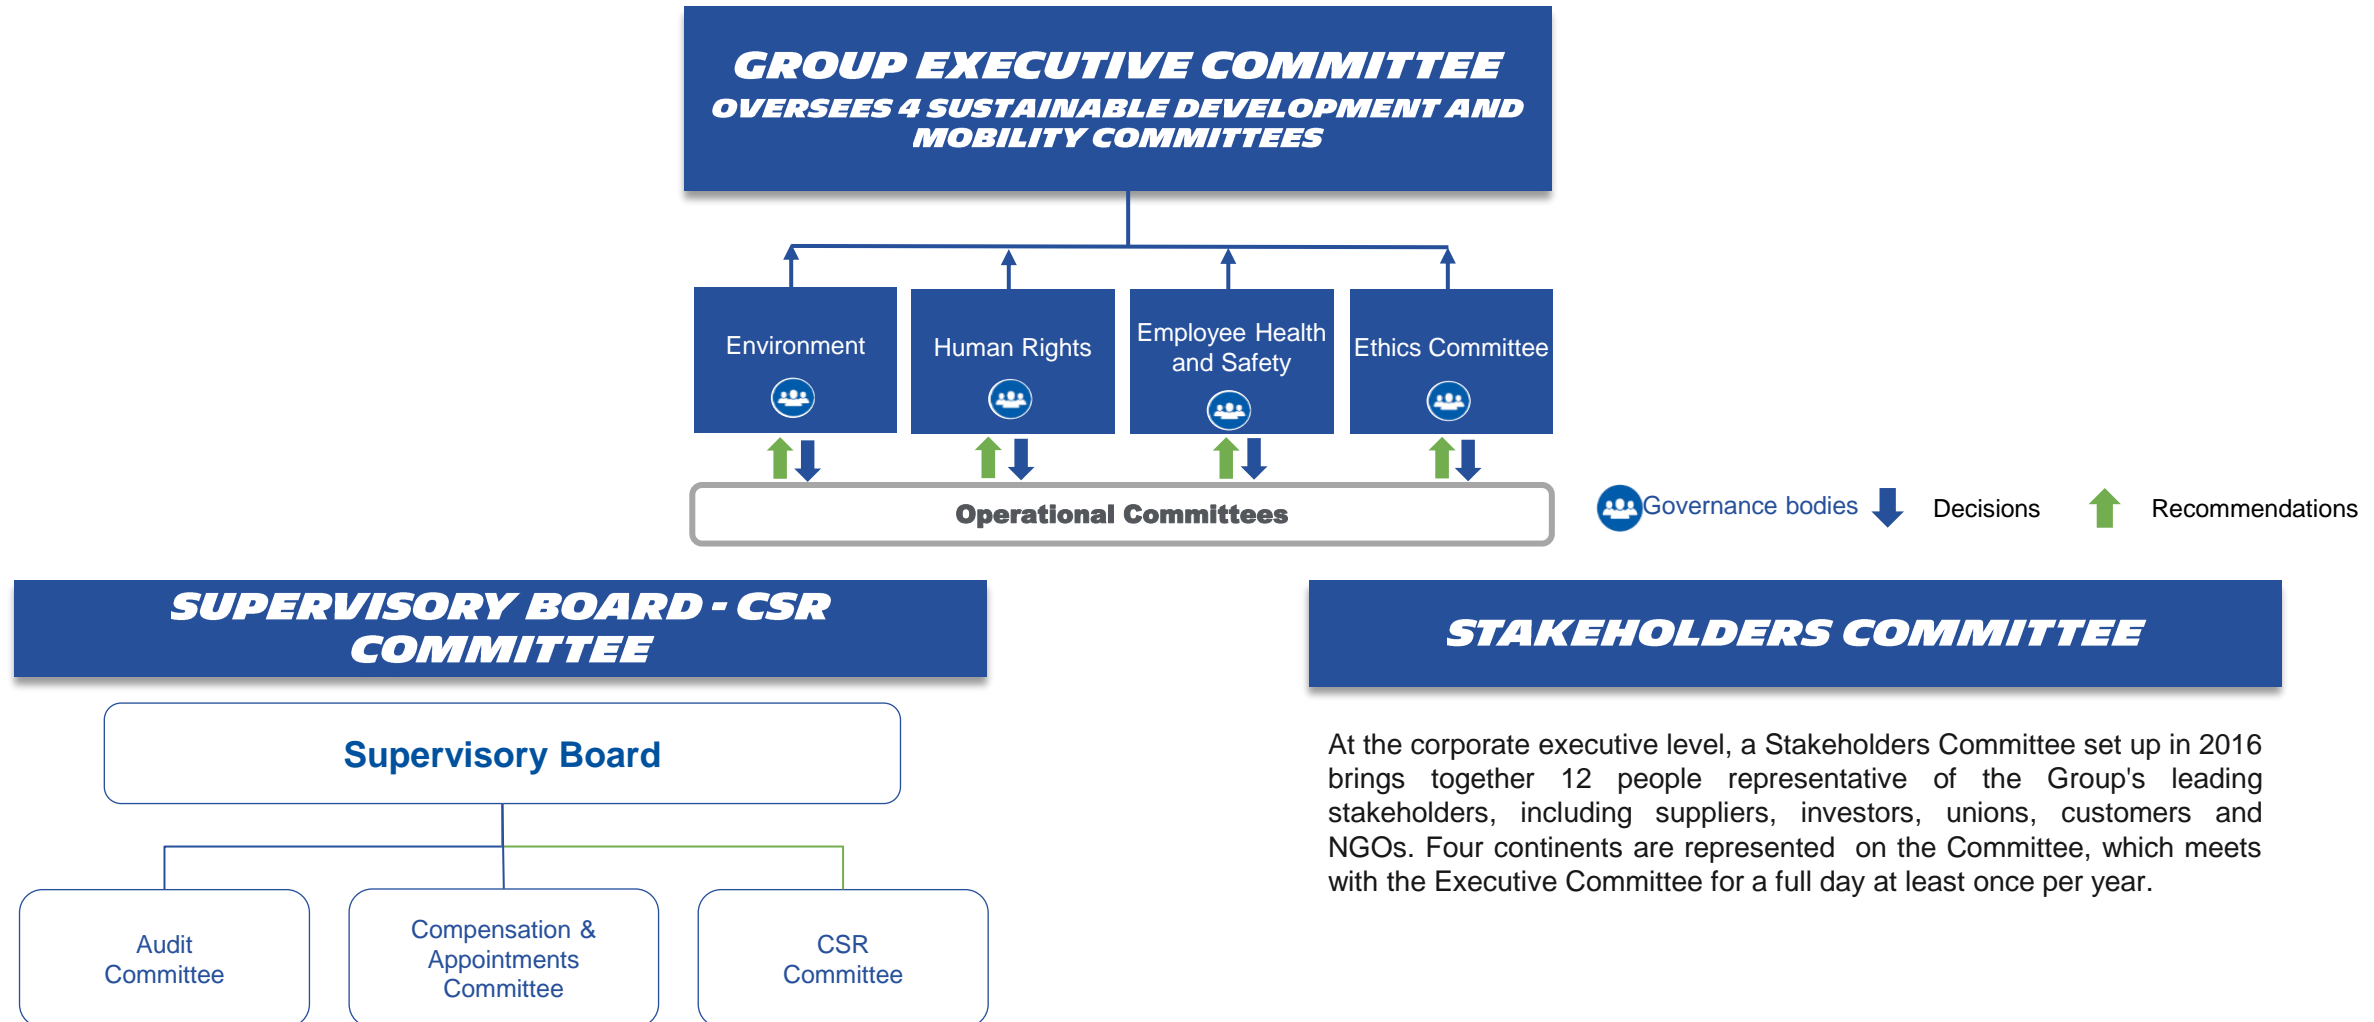 GROUP EXECUTIVE COMMITTEE
OVERSEES 4 SUSTAINABLE DEVELOPMENT AND
MOBILITY COMMITTEES
Environment
Human Rights
Employee Health
and Safety
Ethics Committee
Operational Committees
Governance bodies
Decisions
Recommendations
SUPERVISORY BOARD - CSR
COMMITTEE
Supervisory Board
Audit
Committee
Compensation &
Appointments
Committee
CSR
Committee
STAKEHOLDERS COMMITTEE
At the corporate executive level, a Stakeholders Committee set up in 2016
brings together 12 people representative of the Group's leading
stakeholders, including suppliers, investors, unions, customers and
NGOs. Four continents are represented on the Committee, which meets
with the Executive Committee for a full day at least once per year.